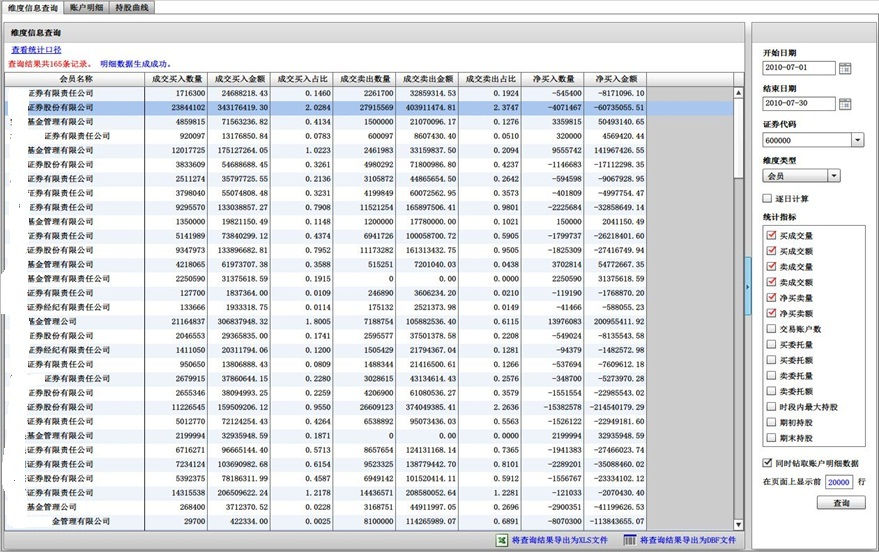 维度信息查询 账户明细 持股曲线
维度信息查询
查看统计口径
查询结果共165条记录。 明细数据生成成功。
会员名称 成交买入数量 成交买入金额 成交买入占比 成交卖出数量 成交卖出金额 成交卖出占比 净买入数量 净买入金额
证券有限责任公司 1716300 24688218.43 0.1460 2261700 32859314.53 0.1924 -545400 -8171096.10
证券股份有限公司 23844102 343176419.30 2.0284 27915569 403911474.81 2.3747 -4071467 -60735055.51
基金管理有限公司 4859815 71563236.82 0.4134 1500000 21070096.17 0.1276 3359815 50493140.65
证券有限责任公司 920097 13176850.84 0.0783 600097 8607430.40 0.0510 320000 4569420.44
基金管理有限公司 12017725 175127264.05 1.0223 2461983 33159837.50 0.2094 9555742 141967426.55
证券股份有限公司 3833609 54688688.45 0.3261 4980292 71800986.80 0.4237 -1146683 -17112298.35
证券有限责任公司 2511274 35797725.55 0.2136 3105872 44865654.50 0.2642 -594598 -9067928.95
证券有限责任公司 3798040 55074808.48 0.3231 4199849 60072562.95 0.3573 -401809 -4997754.47
证券有限责任公司 9295570 133038857.27 0.7908 11521254 165897506.41 0.9801 -2225684 -32858649.14
基金管理有限公司 1350000 19821150.49 0.1148 1200000 17780000.00 0.1021 150000 2041150.49
证券有限责任公司 5141989 73840299.12 0.4374 6941726 100058700.72 0.5905 -1799737 -26218401.60
证券股份有限公司 9347973 133896682.81 0.7952 11173282 161313432.75 0.9505 -1825309 -27416749.94
基金管理有限公司 4218065 61973707.38 0.3588 515251 7201040.03 0.0438 3702814 54772667.35
基金管理有限责任公司 2250590 31375618.59 0.1915 0 0.00 0.0000 2250590 31375618.59
证券有限责任公司 127700 1837364.00 0.0109 246890 3606234.20 0.0210 -119190 -1768870.20
证券经纪有限责任公司 133666 1933318.75 0.0114 175132 2521373.98 0.0149 -41466 -588055.23
基金管理公司 21164837 306837948.32 1.8005 7188754 105882536.40 0.6115 13976083 200955411.92
证券股份有限公司 2046553 29365835.00 0.1741 2595577 37501378.58 0.2208 -549024 -8135543.58
证券经纪有限责任公司 1411050 20311794.06 0.1200 1505429 21794367.04 0.1281 -94379 -1482572.98
证券有限责任公司 950650 13806888.43 0.0809 1488344 21416500.61 0.1266 -537694 -7609612.18
证券有限责任公司 2679915 37860644.15 0.2280 3028615 43134614.43 0.2576 -348700 -5273970.28
证券股份有限公司 2655346 38094993.25 0.2259 4206900 61080536.27 0.3579 -1551554 -22985543.02
证券股份有限公司 11226545 159509206.12 0.9550 26609123 374049385.41 2.2636 -15382578 -214540179.29
证券有限责任公司 5012770 72124254.43 0.4264 6538892 95073436.03 0.5563 -1526122 -22949181.60
基金管理有限公司 2199994 32935948.59 0.1871 0 0.00 0.0000 2199994 32935948.59
证券有限责任公司 6716271 96665144.40 0.5713 8657654 124131168.14 0.7365 -1941383 -27466023.74
证券有限责任公司 7234124 103690982.68 0.6154 9523325 138779442.70 0.8101 -2289201 -35088460.02
证券股份有限公司 5392375 78186311.99 0.4587 6949142 101520414.11 0.5912 -1556767 -23334102.12
证券有限责任公司 14315538 206509622.24 1.2178 14436571 208580052.64 1.2281 -121033 -2070430.40
基金管理公司 268400 3712370.52 0.0228 3168751 44911997.05 0.2696 -2900351 -41199626.53
金管理有限公司 29700 422334.00 0.0025 8100000 114265989.07 0.6891 -8070300 -113843655.07
将查询结果导出为XLS文件 将查询结果导出为DBF文件
开始日期
2010-07-01
结束日期
2010-07-30
证券代码
600000
维度类型
会员
逐日计算
统计指标
买成交量
买成交额
卖成交量
卖成交额
净买卖量
净买卖额
交易账户数
买委托量
买委托额
卖委托量
卖委托额
时段内最大持股
期初持股
期末持股
同时钻取账户明细数据
在页面上显示前 20000 行
查询